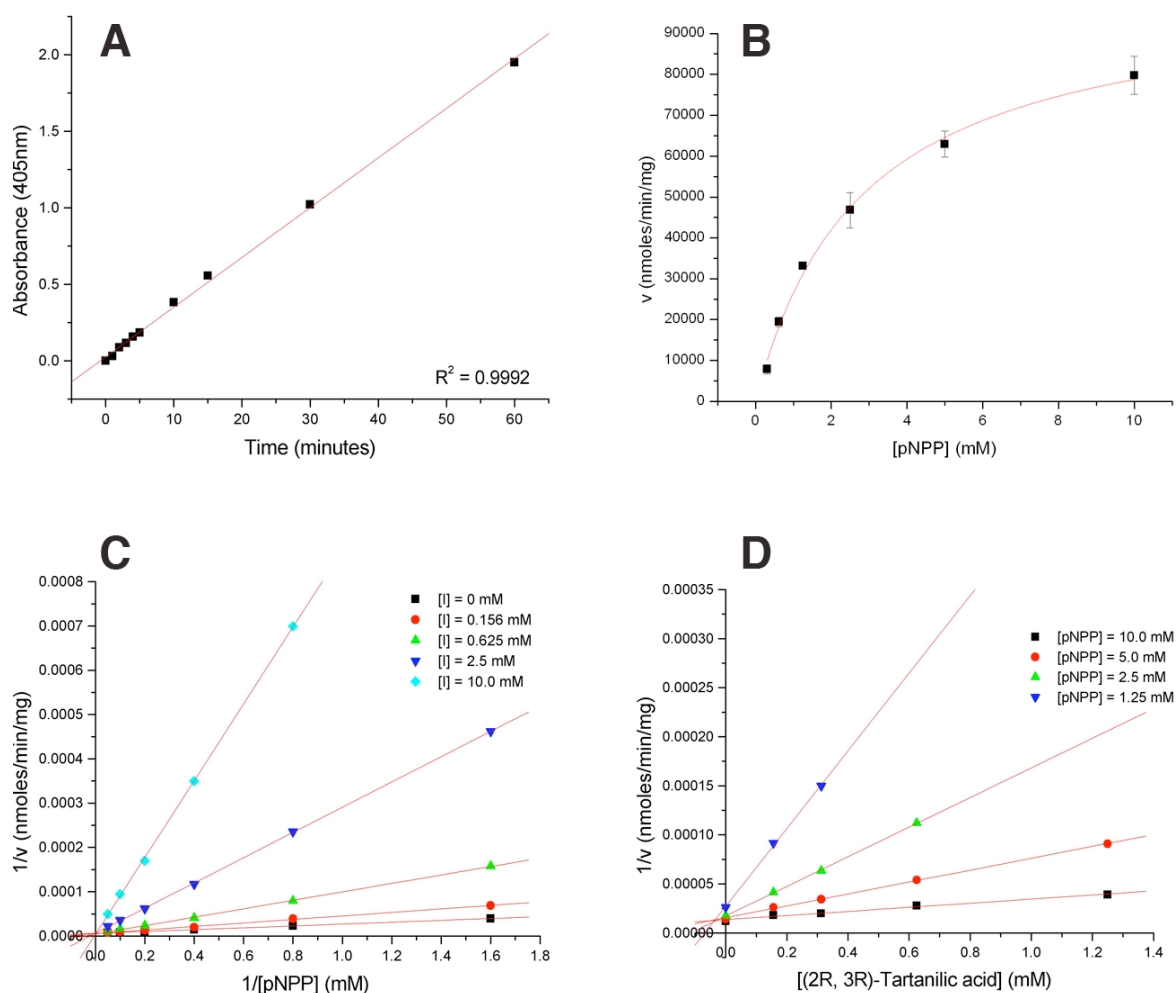 A
2.0
1.5
1.0
0.5
0.0
Absorbance (405nm)
R² = 0.9992
0 10 20 30 40 50 60
Time (minutes)
B
90000
80000
70000
60000
50000
40000
30000
20000
10000
0
v (nmoles/min/mg)
0 2 4 6 8 10
[pNPP] (mM)
C
0.0008
0.0007
0.0006
0.0005
0.0004
0.0003
0.0002
0.0001
0.0000
1/v (nmoles/min/mg)
[I] = 0 mM
[I] = 0.156 mM
[I] = 0.625 mM
[I] = 2.5 mM
[I] = 10.0 mM
0.0 0.2 0.4 0.6 0.8 1.0 1.2 1.4 1.6 1.8
1/[pNPP] (mM)
D
0.00035
0.00030
0.00025
0.00020
0.00015
0.00010
0.00005
0.00000
1/v (nmoles/min/mg)
[pNPP] = 10.0 mM
[pNPP] = 5.0 mM
[pNPP] = 2.5 mM
[pNPP] = 1.25 mM
0.0 0.2 0.4 0.6 0.8 1.0 1.2 1.4
[(2R, 3R)-Tartanilic acid] (mM)